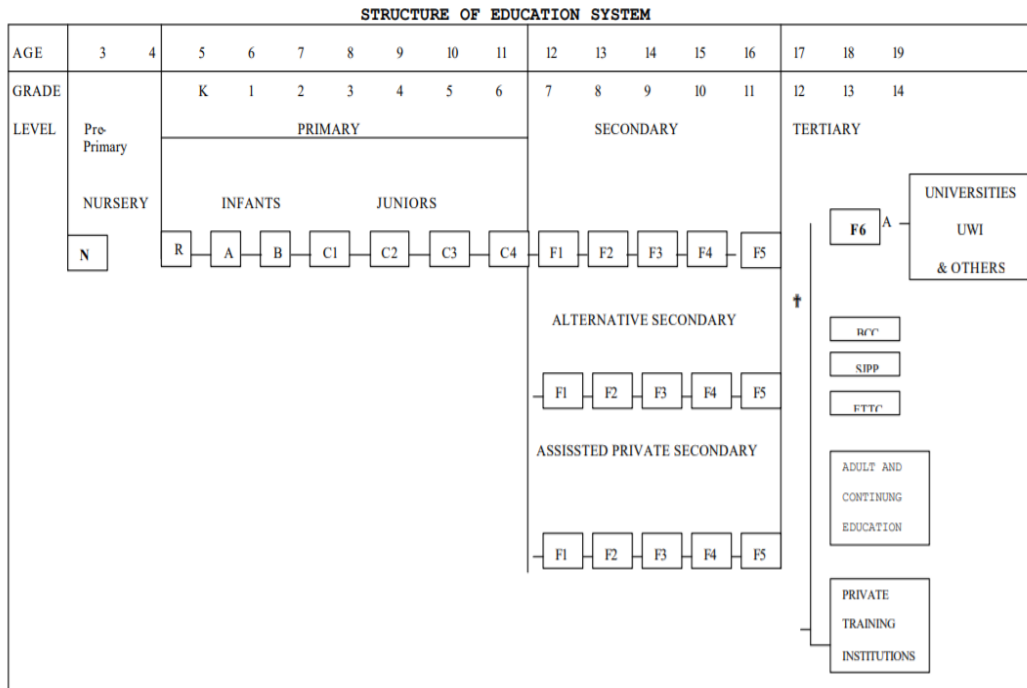 STRUCTURE OF EDUCATION SYSTEM
AGE 3 4 5 6 7 8 9 10 11 12 13 14 15 16 17 18 19
GRADE K 1 2 3 4 5 6 7 8 9 10 11 12 13 14
LEVEL Pre- PRIMARY SECONDARY TERTIARY
Primary
NURSERY INFANTS JUNIORS
N R A B C1 C2 C3 C4 F1 F2 F3 F4 F5
F6 A
UNIVERSITIES
UWI
& OTHERS
†
ALTERNATIVE SECONDARY
F1 F2 F3 F4 F5
ASSISSTED PRIVATE SECONDARY
F1 F2 F3 F4 F5
BCC
SJPP
ETTC
ADULT AND
CONTINUNG
EDUCATION
PRIVATE
TRAINING
INSTITUTIONS